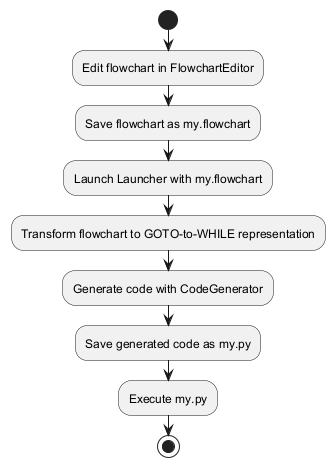 Edit flowchart in FlowchartEditor
Save flowchart as my.flowchart
Launch Launcher with my.flowchart
Transform flowchart to GOTO-to-WHILE representation
Generate code with CodeGenerator
Save generated code as my.py
Execute my.py